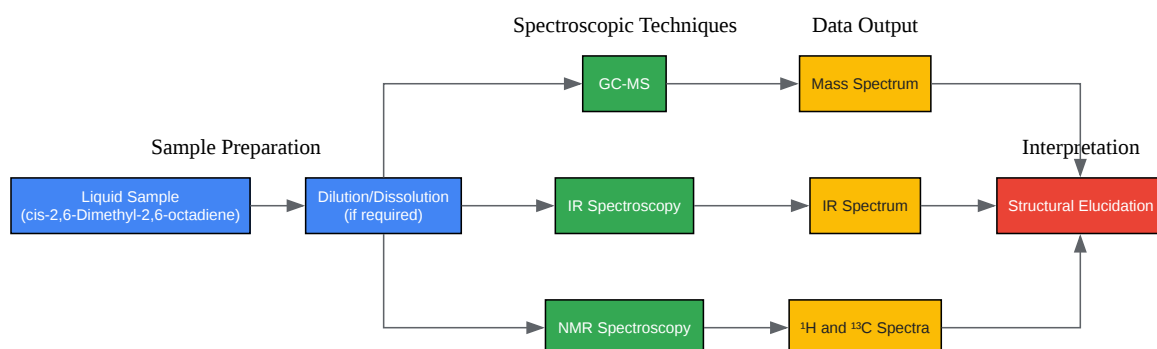 Spectroscopic Techniques
Data Output
GC-MS
Mass Spectrum
Sample Preparation
Interpretation
Liquid Sample
(cis-2,6-Dimethyl-2,6-octadiene)
Dilution/Dissolution
(if required)
IR Spectroscopy
IR Spectrum
Structural Elucidation
NMR Spectroscopy
¹H and ¹³C Spectra